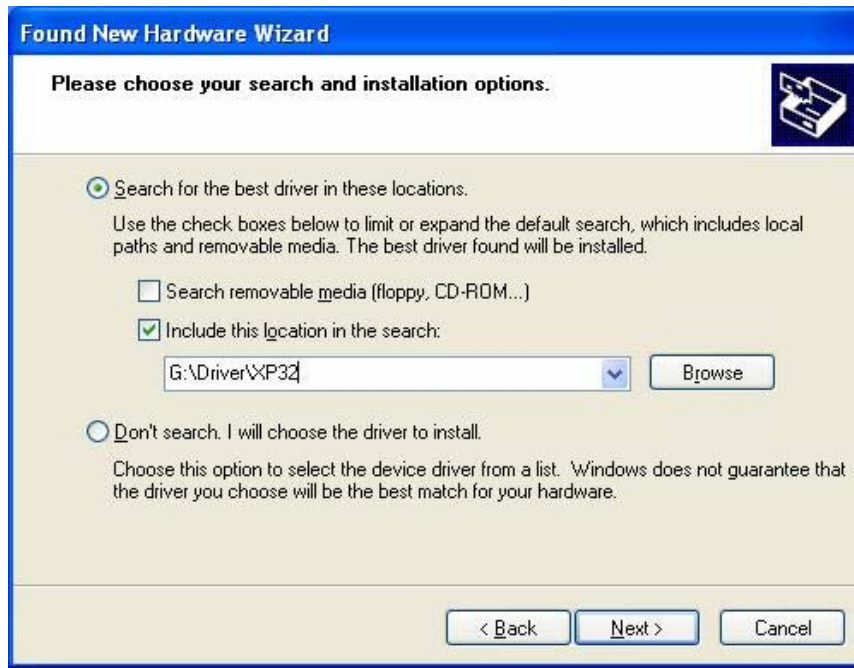 Found New Hardware Wizard
Please choose your search and installation options.
Search for the best driver in these locations.
Use the check boxes below to limit or expand the default search, which includes local
paths and removable media. The best driver found will be installed.
Search removable media (floppy, CD-ROM...)
Include this location in the search:
G:\Driver\XP32
Browse
Don't search. I will choose the driver to install.
Choose this option to select the device driver from a list. Windows does not guarantee that
the driver you choose will be the best match for your hardware.
< Back Next > Cancel